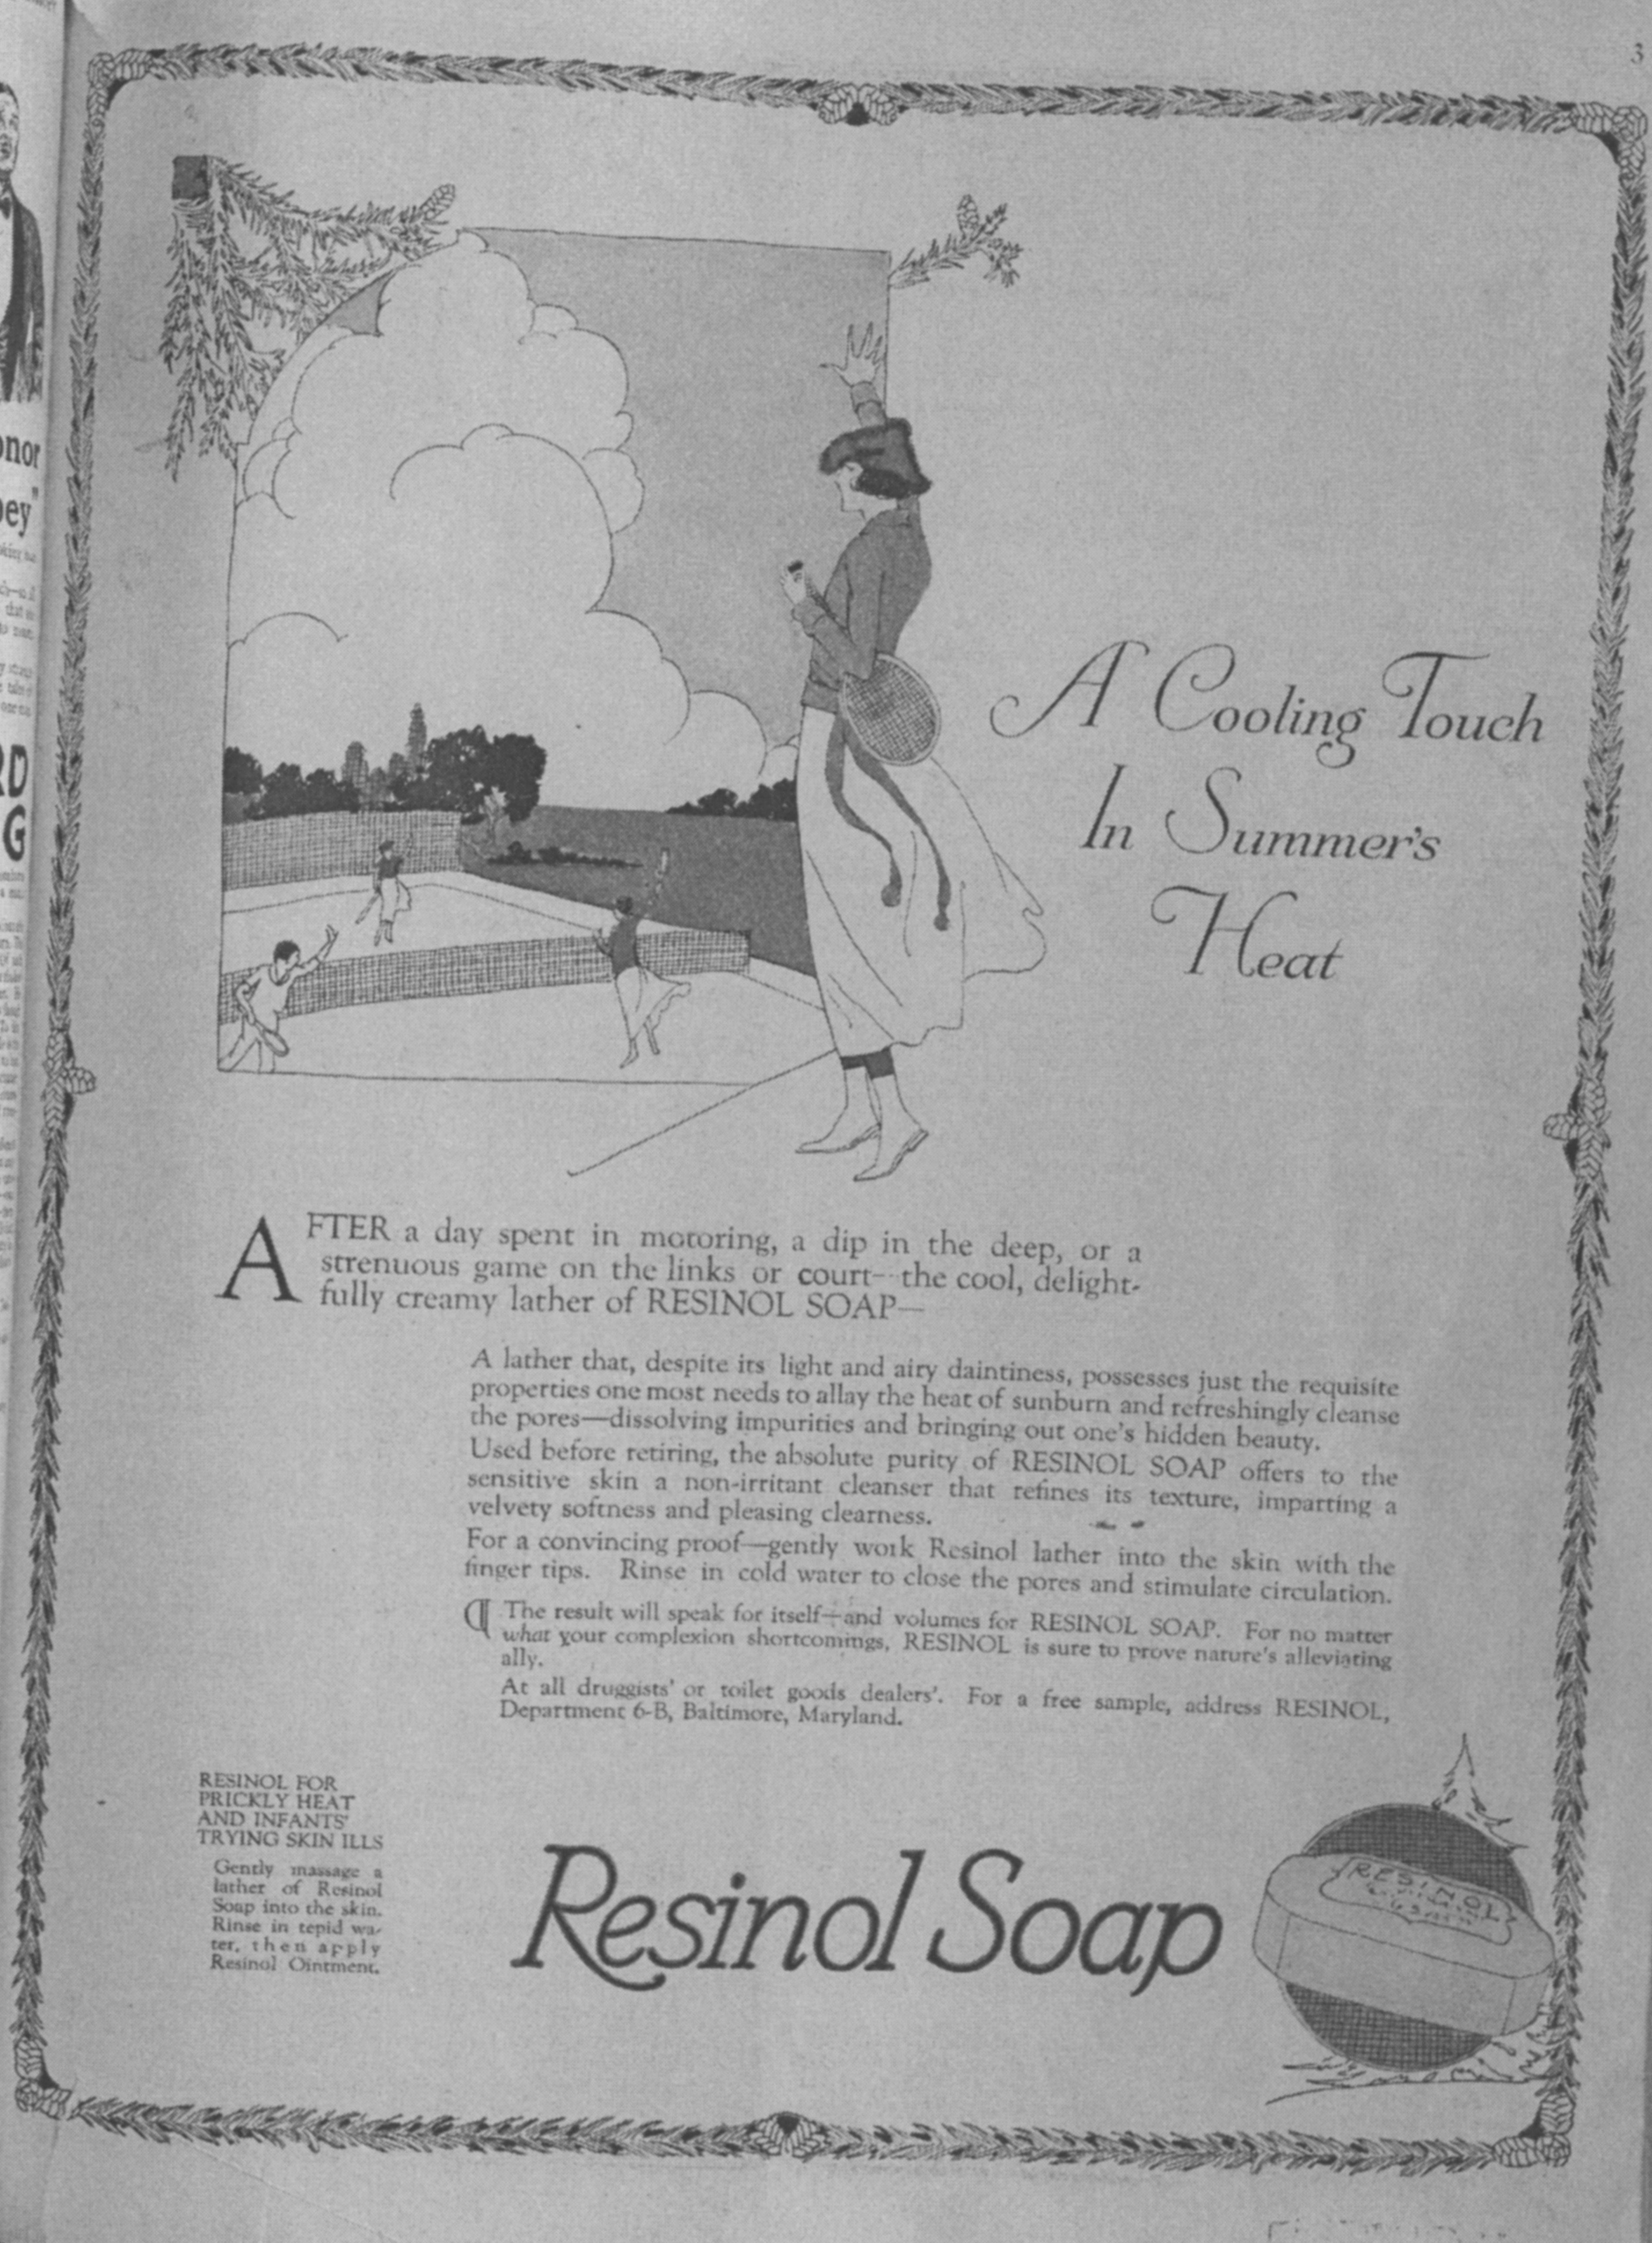 3
A Cooling Touch
In Summer's
Heat
AFTER a day spent in motoring, a dip in the deep, or a
strenuous game on the links or court--the cool, delight-
fully creamy lather of RESINOL SOAP—
A lather that, despite its light and airy daintiness, possesses just the requisite
properties one most needs to allay the heat of sunburn and refreshingly cleanse
the pores—dissolving impurities and bringing out one's hidden beauty.
Used before retiring, the absolute purity of RESINOL SOAP offers to the
sensitive skin a non-irritant cleanser that refines its texture, imparting a
velvety softness and pleasing clearness.
For a convincing proof—gently work Resinol lather into the skin with the
finger tips. Rinse in cold water to close the pores and stimulate circulation.
¶ The result will speak for itself—and volumes for RESINOL SOAP. For no matter
what your complexion shortcomings, RESINOL is sure to prove nature's alleviating
ally.
At all druggists' or toilet goods dealers'. For a free sample, address RESINOL,
Department 6-B, Baltimore, Maryland.
RESINOL FOR
PRICKLY HEAT
AND INFANTS'
TRYING SKIN ILLS
Gently massage a
lather of Resinol
Soap into the skin.
Rinse in tepid wa-
ter, then apply
Resinol Ointment.
Resinol Soap
RESINOL